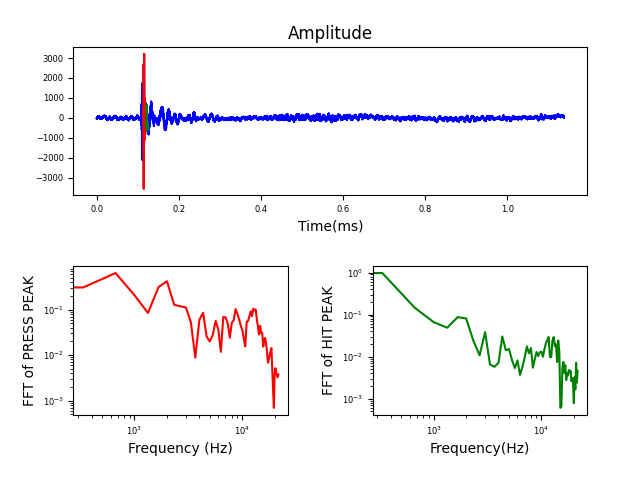 Amplitude
3000
2000
1000
0
−1000
−2000
−3000
0.0 0.2 0.4 0.6 0.8 1.0
Time(ms)
FFT of PRESS PEAK
10⁻¹
10⁻²
10⁻³
10³ 10⁴
Frequency (Hz)
FFT of HIT PEAK
10⁰
10⁻¹
10⁻²
10⁻³
10³ 10⁴
Frequency(Hz)